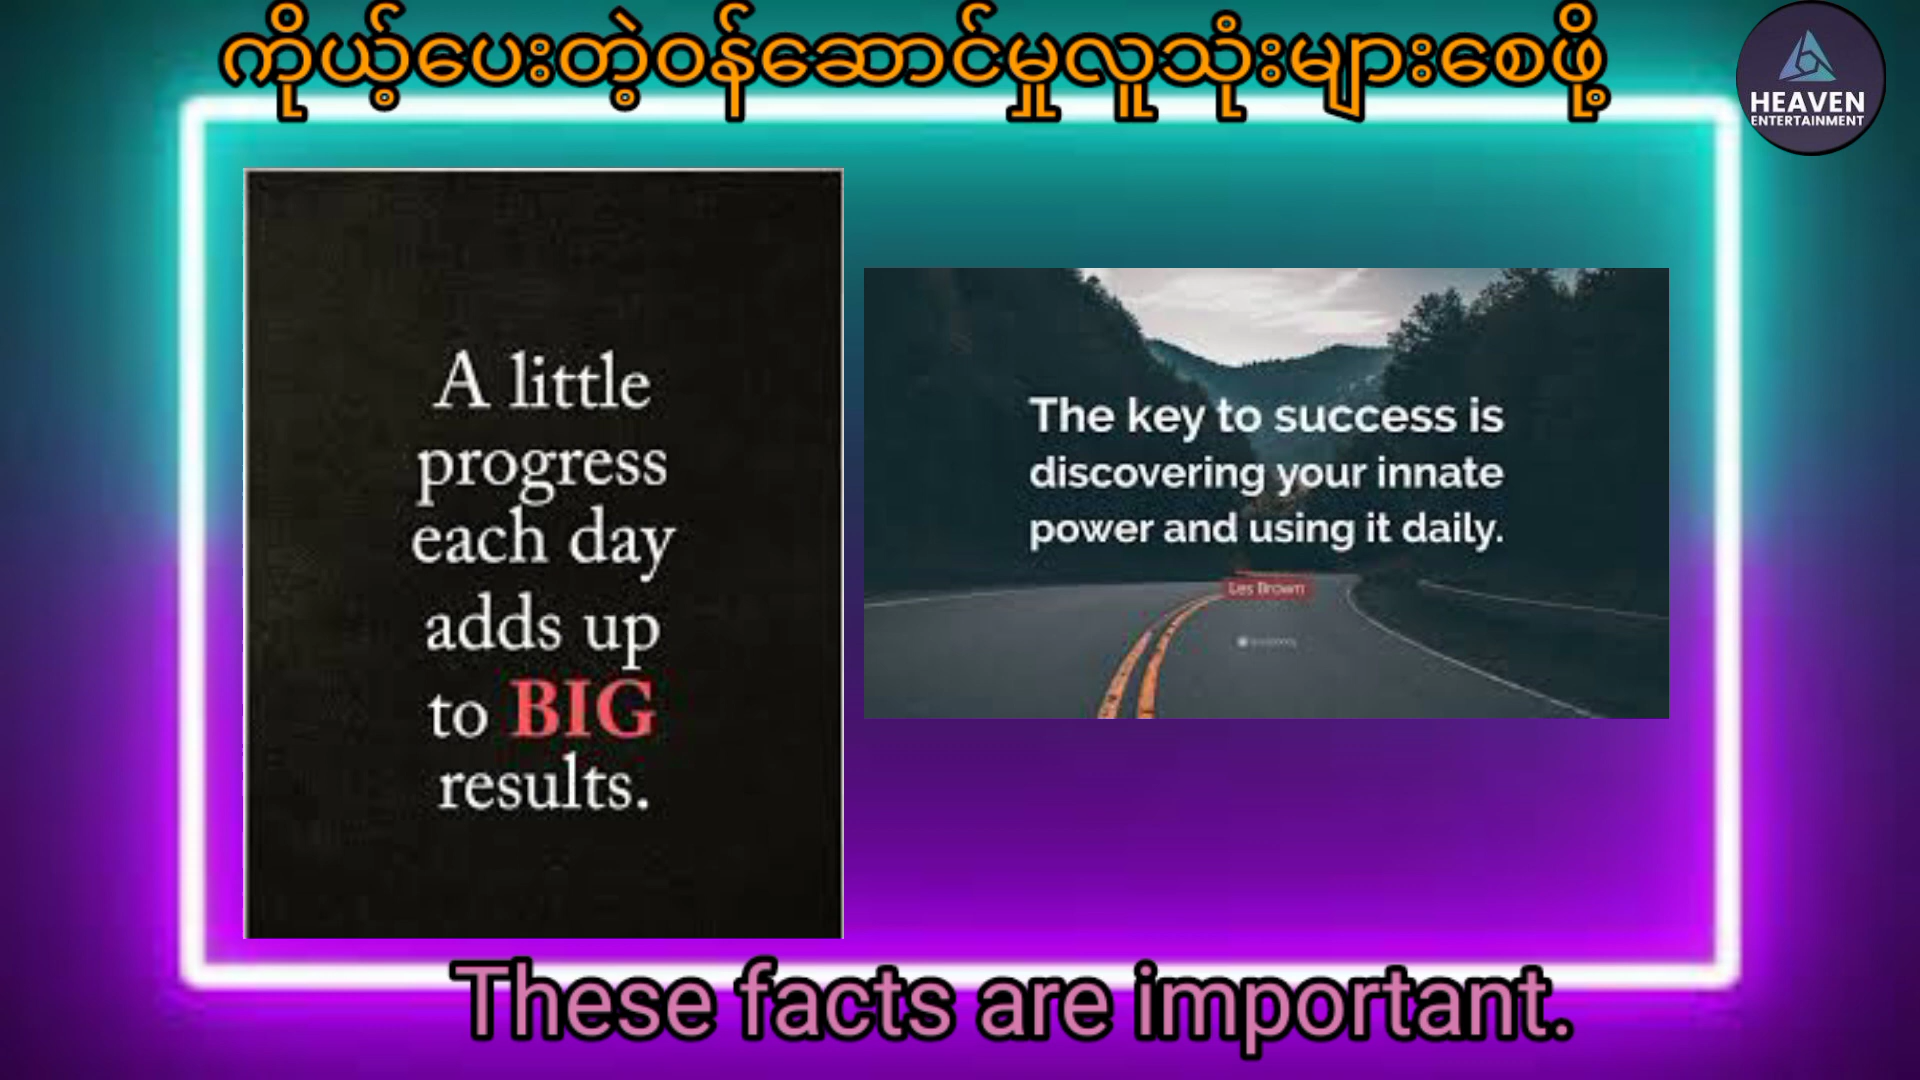 ကိုယ့်ပေးတဲ့ဝန်ဆောင်မှုလူသုံးများစေဖို့
HEAVEN
ENTERTAINMENT
A little
progress
each day
adds up
to BIG
results.
The key to success is
discovering your innate
power and using it daily.
Les Brown
These facts are important.